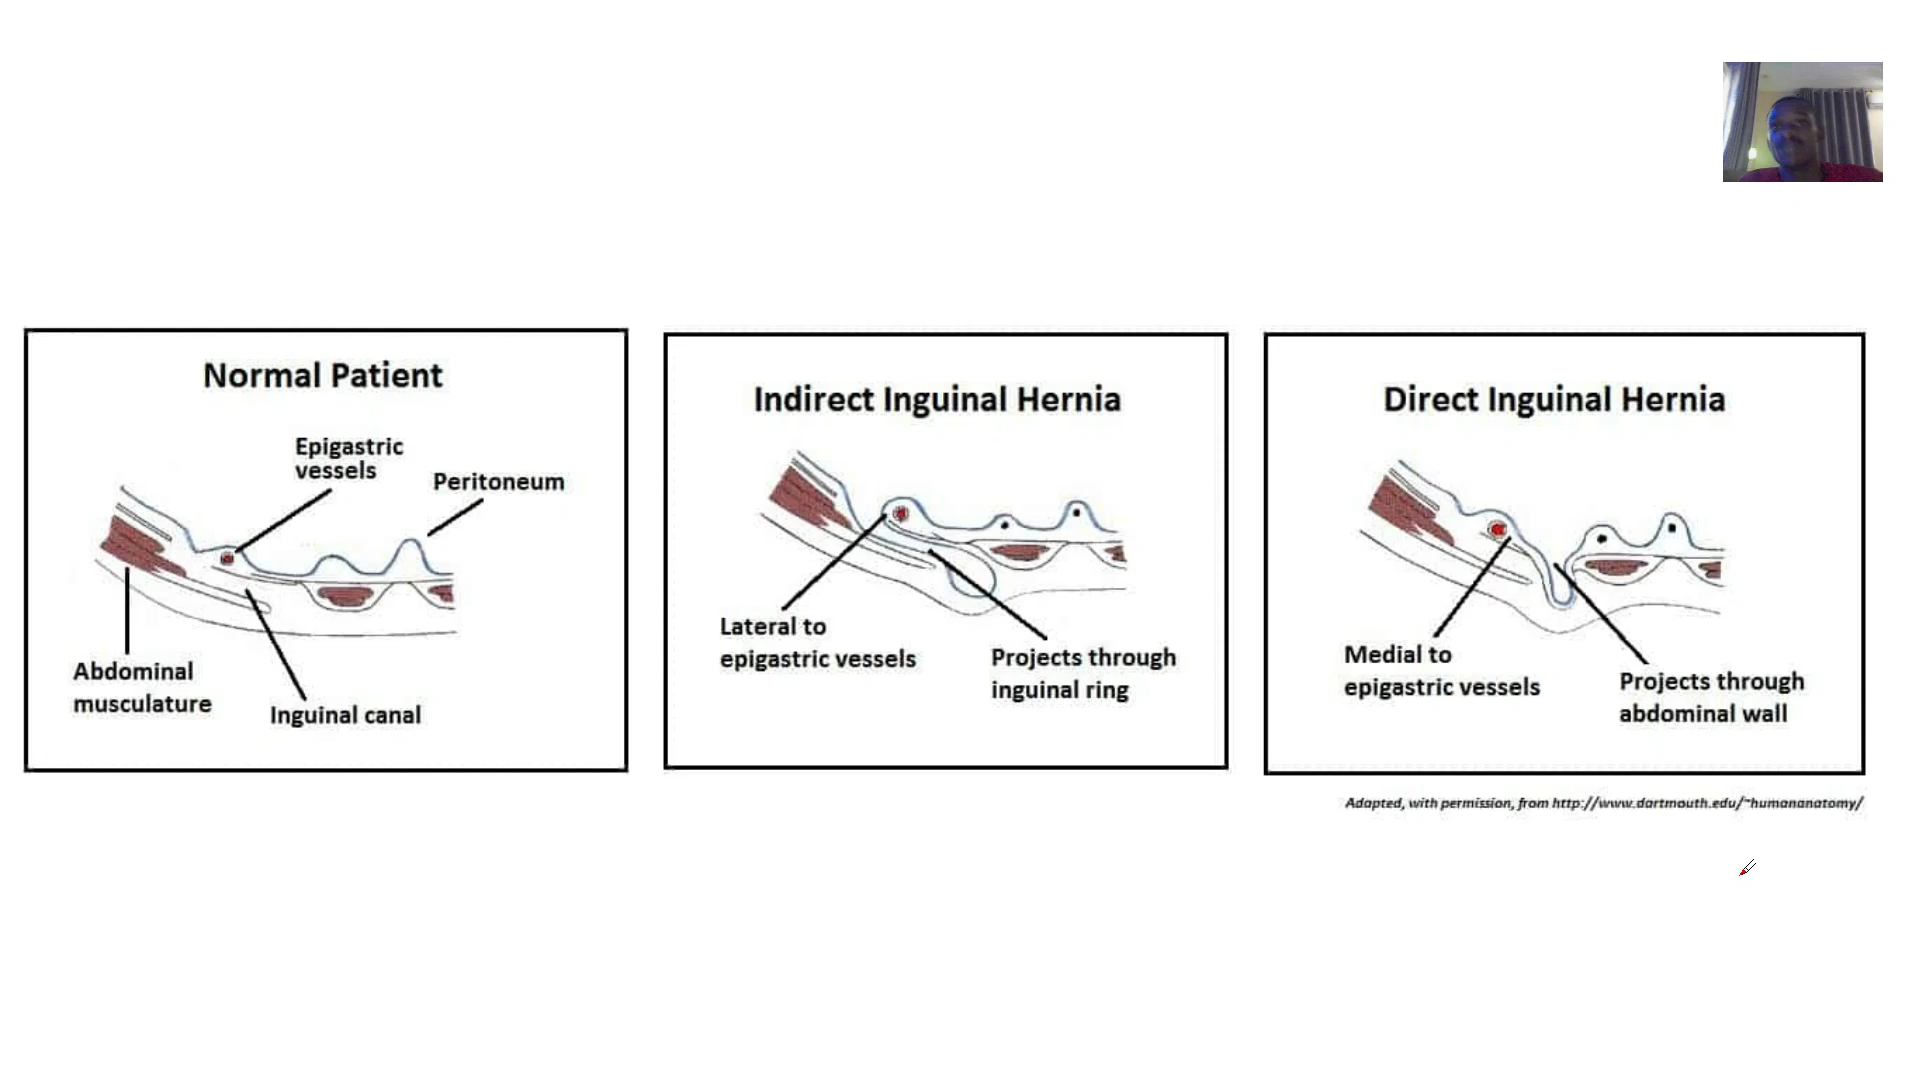 Normal Patient
Epigastric
vessels
Peritoneum
Abdominal
musculature
Inguinal canal
Indirect Inguinal Hernia
Lateral to
epigastric vessels
Projects through
inguinal ring
Direct Inguinal Hernia
Medial to
epigastric vessels
Projects through
abdominal wall
Adapted, with permission, from http://www.dartmouth.edu/~humananatomy/